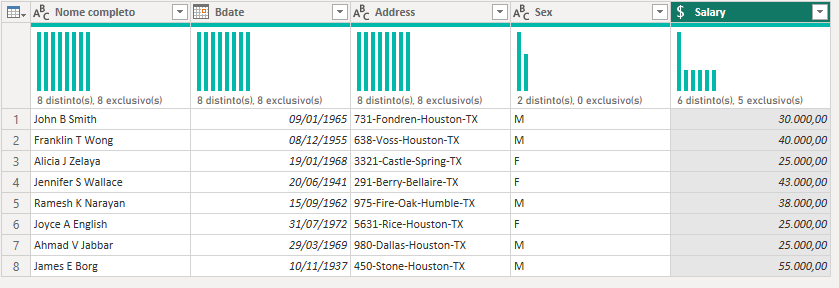 ABC Nome completo Bdate ABC Address ABC Sex $ Salary
8 distinto(s), 8 exclusivo(s) 8 distinto(s), 8 exclusivo(s) 8 distinto(s), 8 exclusivo(s) 2 distinto(s), 0 exclusivo(s) 6 distinto(s), 5 exclusivo(s)
1 John B Smith 09/01/1965 731-Fondren-Houston-TX M 30.000,00
2 Franklin T Wong 08/12/1955 638-Voss-Houston-TX M 40.000,00
3 Alicia J Zelaya 19/01/1968 3321-Castle-Spring-TX F 25.000,00
4 Jennifer S Wallace 20/06/1941 291-Berry-Bellaire-TX F 43.000,00
5 Ramesh K Narayan 15/09/1962 975-Fire-Oak-Humble-TX M 38.000,00
6 Joyce A English 31/07/1972 5631-Rice-Houston-TX F 25.000,00
7 Ahmad V Jabbar 29/03/1969 980-Dallas-Houston-TX M 25.000,00
8 James E Borg 10/11/1937 450-Stone-Houston-TX M 55.000,00